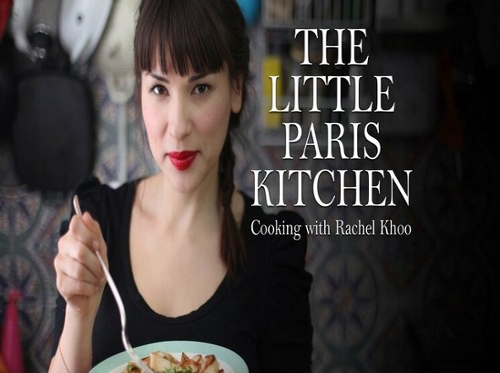 THE
LITTLE
PARIS
KITCHEN
Cooking with Rachel Khoo